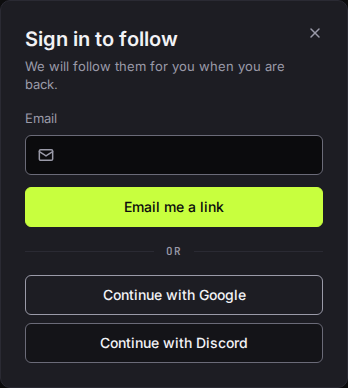 Sign in to follow
We will follow them for you when you are
back.
Email
Email me a link
OR
Continue with Google
Continue with Discord